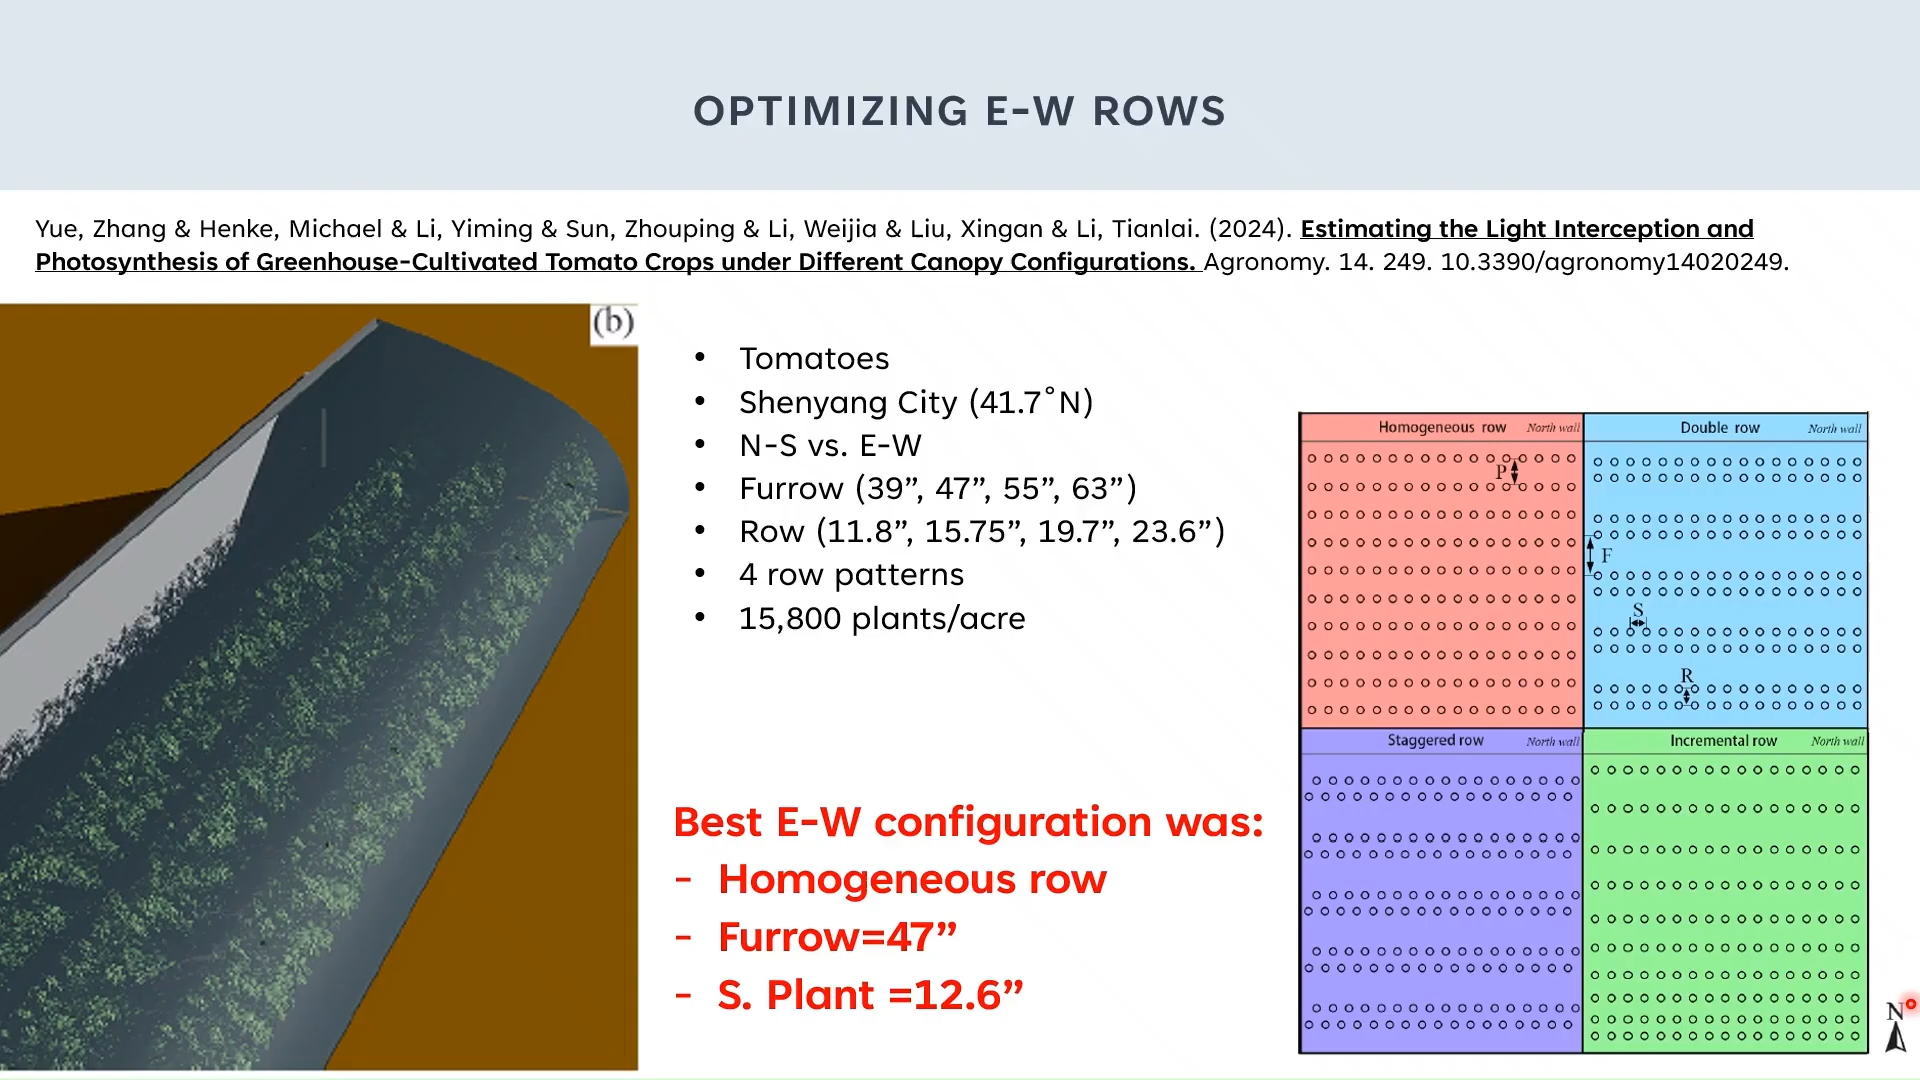 OPTIMIZING E-W ROWS
Yue, Zhang & Henke, Michael & Li, Yiming & Sun, Zhouping & Li, Weijia & Liu, Xingan & Li, Tianlai. (2024). Estimating the Light Interception and
Photosynthesis of Greenhouse-Cultivated Tomato Crops under Different Canopy Configurations. Agronomy. 14. 249. 10.3390/agronomy14020249.
(b)
• Tomatoes
• Shenyang City (41.7°N)
• N-S vs. E-W
• Furrow (39”, 47”, 55”, 63”)
• Row (11.8”, 15.75”, 19.7”, 23.6”)
• 4 row patterns
• 15,800 plants/acre
Best E-W configuration was:
- Homogeneous row
- Furrow=47”
- S. Plant =12.6”
Homogeneous row North wall
P
Double row North wall
F
S
R
Staggered row North wall
Incremental row North wall
N